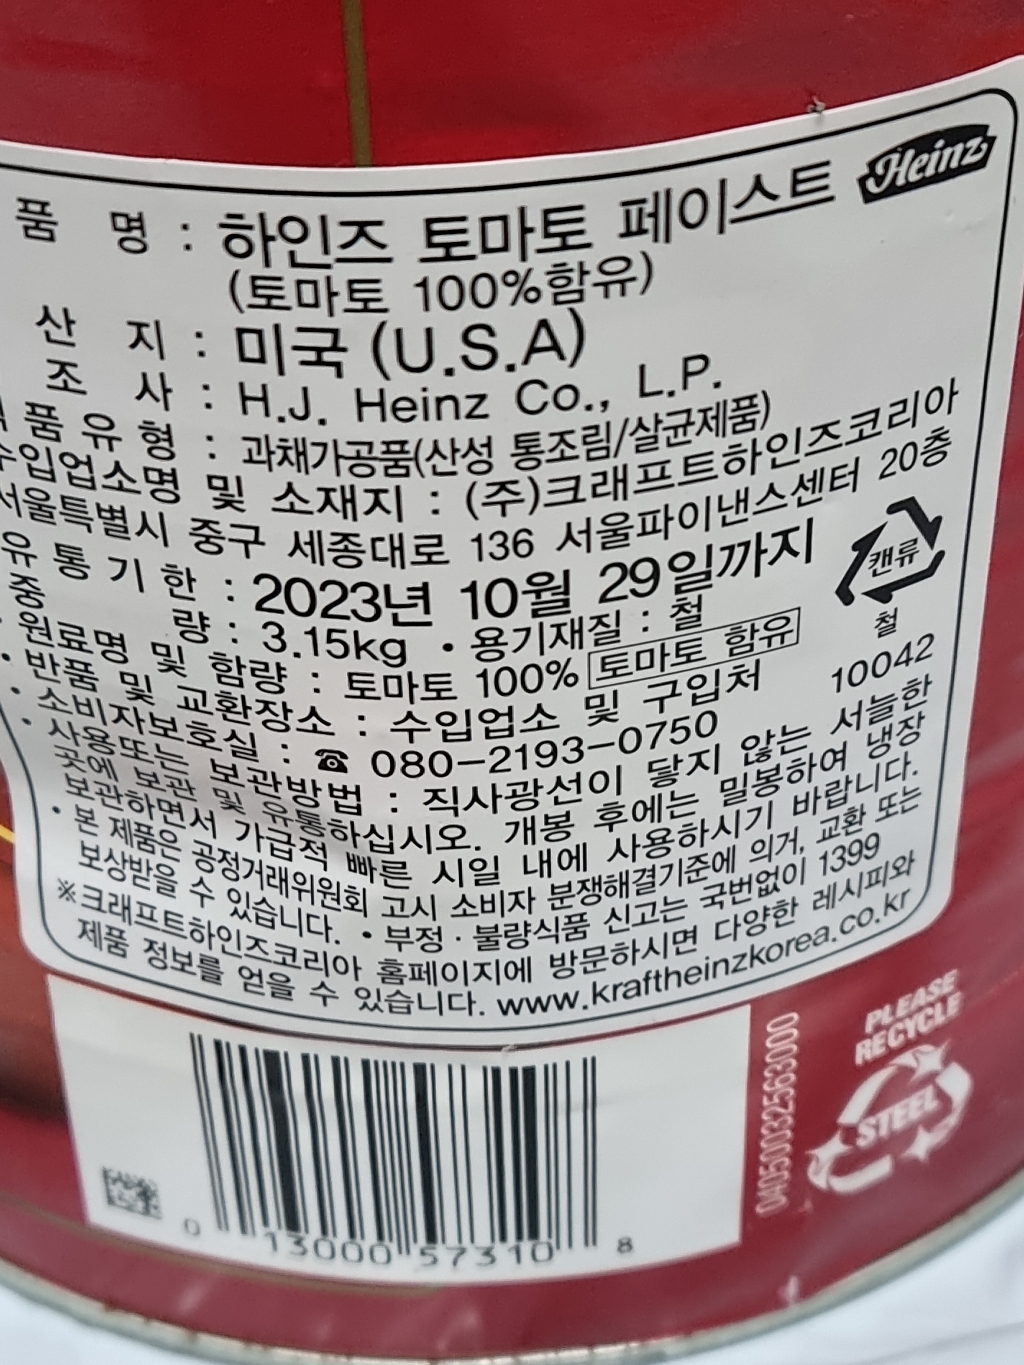 Heinz
품 명 : 하인즈 토마토 페이스트
(토마토 100%함유)
산 지 : 미국 (U.S.A)
조 사 : H.J. Heinz Co., L.P.
품 유 형 : 과채가공품(산성 통조림/살균제품)
수입업소명 및 소재지 : (주)크래프트하인즈코리아
서울특별시 중구 세종대로 136 서울파이낸스센터 20층
유 통 기 한 : 2023년 10월 29일까지
캔류
철
중 량 : 3.15kg • 용기재질 : 철
• 원료명 및 함량 : 토마토 100% 토마토 함유
• 반품 및 교환장소 : 수입업소 및 구입처 10042
• 소비자보호실 : ☎ 080-2193-0750
• 사용또는 보관방법 : 직사광선이 닿지 않는 서늘한
곳에 보관 및 유통하십시오. 개봉 후에는 밀봉하여 냉장
보관하면서 가급적 빠른 시일 내에 사용하시기 바랍니다.
• 본 제품은 공정거래위원회 고시 소비자 분쟁해결기준에 의거, 교환 또는
보상받을 수 있습니다. • 부정 · 불량식품 신고는 국번없이 1399
※크래프트하인즈코리아 홈페이지에 방문하시면 다양한 레시피와
제품 정보를 얻을 수 있습니다. www.kraftheinzkorea.co.kr
PLEASE
RECYCLE
STEEL
0405003256300​0
0 13000 57310 8